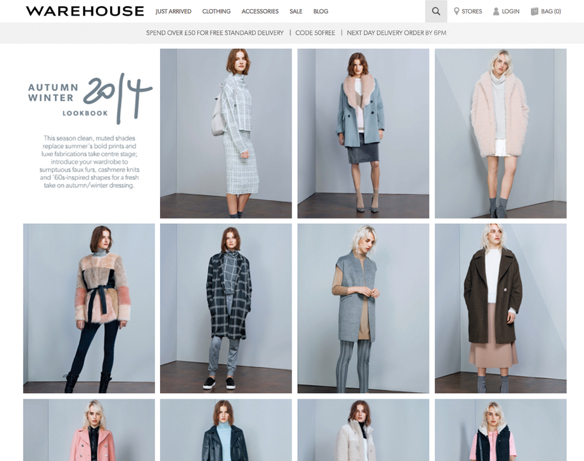 WAREHOUSE
JUST ARRIVED CLOTHING ACCESSORIES SALE BLOG
STORES LOGIN BAG (0)
SPEND OVER £50 FOR FREE STANDARD DELIVERY | CODE 50FREE | NEXT DAY DELIVERY ORDER BY 6PM
AUTUMN
WINTER
2014
LOOKBOOK
This season clean, muted shades
replace summer's bold prints and
luxe fabrications take centre stage;
introduce your wardrobe to
sumptuous faux furs, cashmere knits
and '60s-inspired shapes for a fresh
take on autumn/winter dressing.